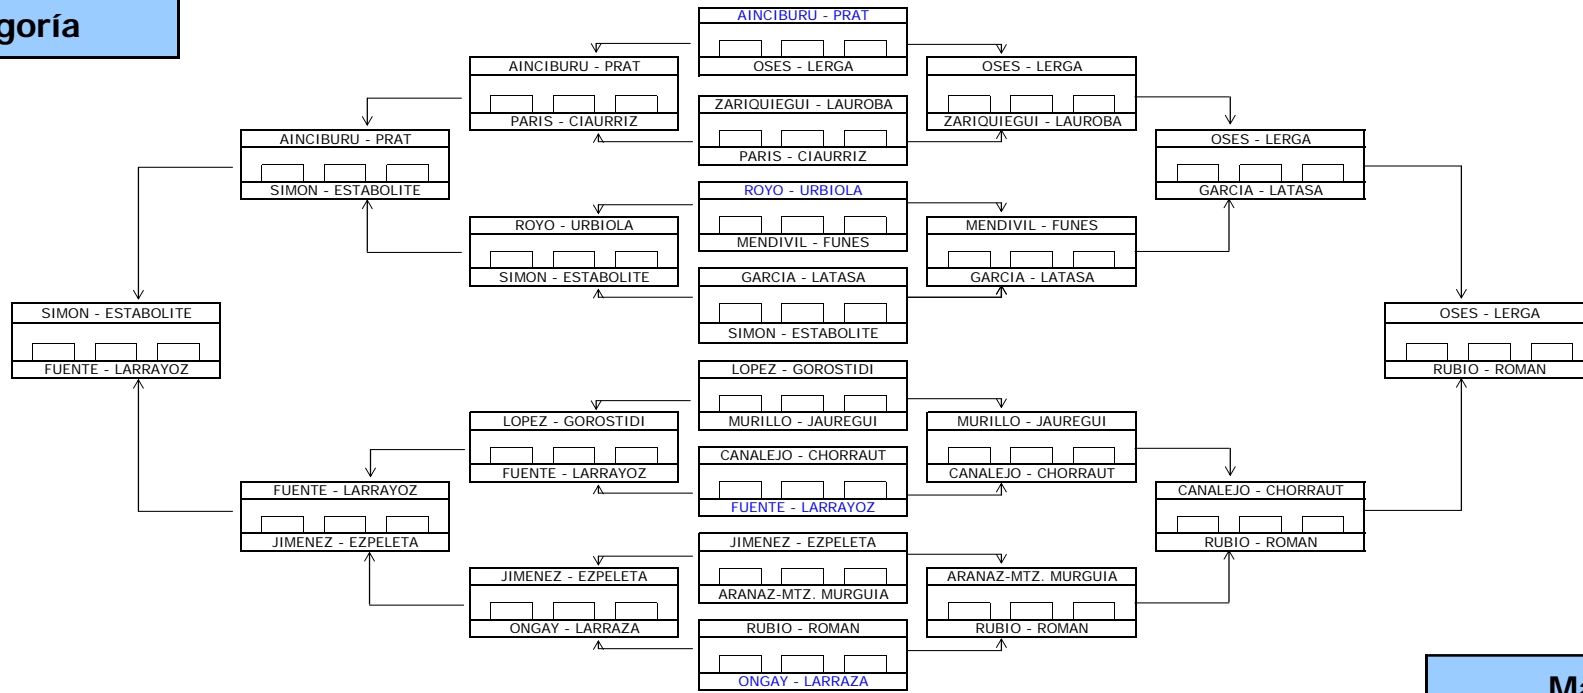 goría
AINCIBURU - PRAT
OSES - LERGA
AINCIBURU - PRAT
PARIS - CIAURRIZ
OSES - LERGA
ZARIQUIEGUI - LAUROBA
ZARIQUIEGUI - LAUROBA
PARIS - CIAURRIZ
AINCIBURU - PRAT
SIMON - ESTABOLITE
OSES - LERGA
GARCIA - LATASA
ROYO - URBIOLA
MENDIVIL - FUNES
ROYO - URBIOLA
SIMON - ESTABOLITE
MENDIVIL - FUNES
GARCIA - LATASA
GARCIA - LATASA
SIMON - ESTABOLITE
SIMON - ESTABOLITE
FUENTE - LARRAYOZ
OSES - LERGA
RUBIO - ROMAN
LOPEZ - GOROSTIDI
MURILLO - JAUREGUI
LOPEZ - GOROSTIDI
FUENTE - LARRAYOZ
MURILLO - JAUREGUI
CANALEJO - CHORRAUT
CANALEJO - CHORRAUT
FUENTE - LARRAYOZ
FUENTE - LARRAYOZ
JIMENEZ - EZPELETA
CANALEJO - CHORRAUT
RUBIO - ROMAN
JIMENEZ - EZPELETA
ARANAZ-MTZ. MURGUIA
JIMENEZ - EZPELETA
ONGAY - LARRAZA
ARANAZ-MTZ. MURGUIA
RUBIO - ROMAN
RUBIO - ROMAN
ONGAY - LARRAZA